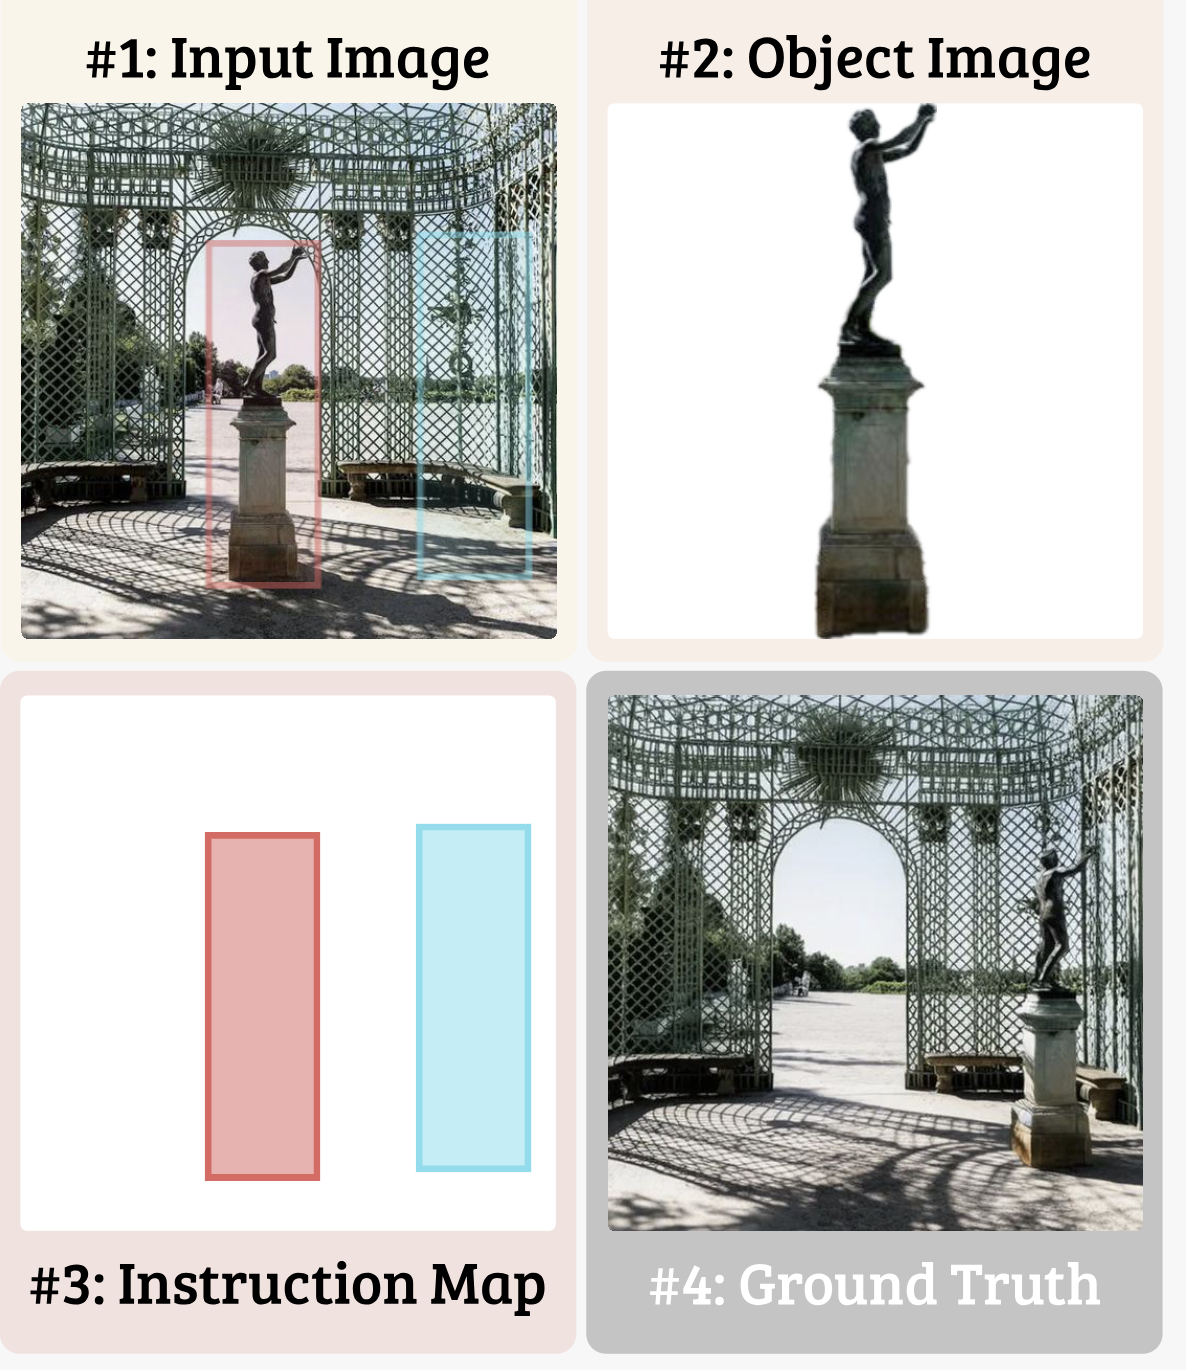 #1: Input Image
#2: Object Image
#3: Instruction Map
#4: Ground Truth